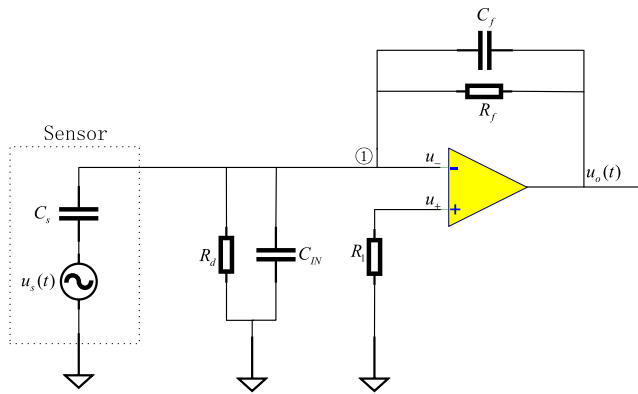 C_f
R_f
Sensor
①
u_-
u_o(t)
u_+
C_s
R_d
C_IN
R_1
u_s(t)